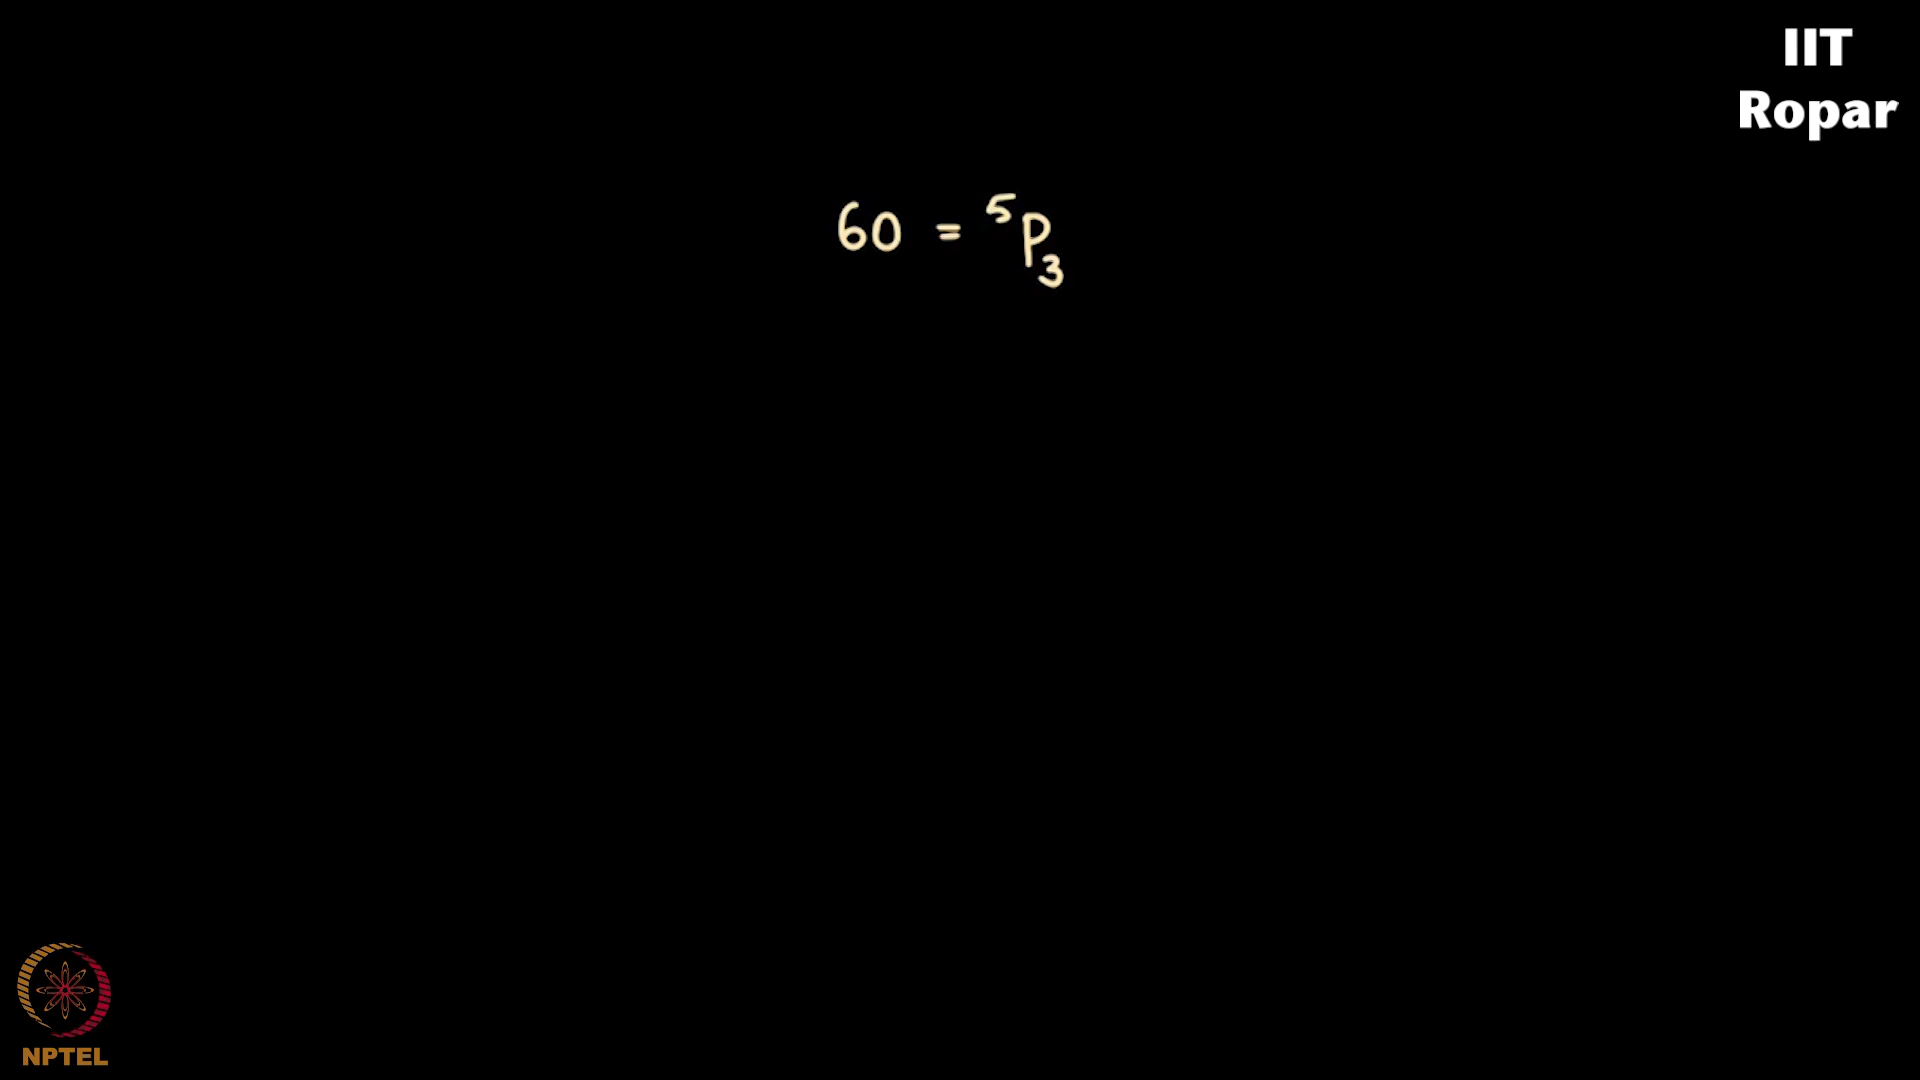 IIT
Ropar
60 = ⁵P₃
NPTEL